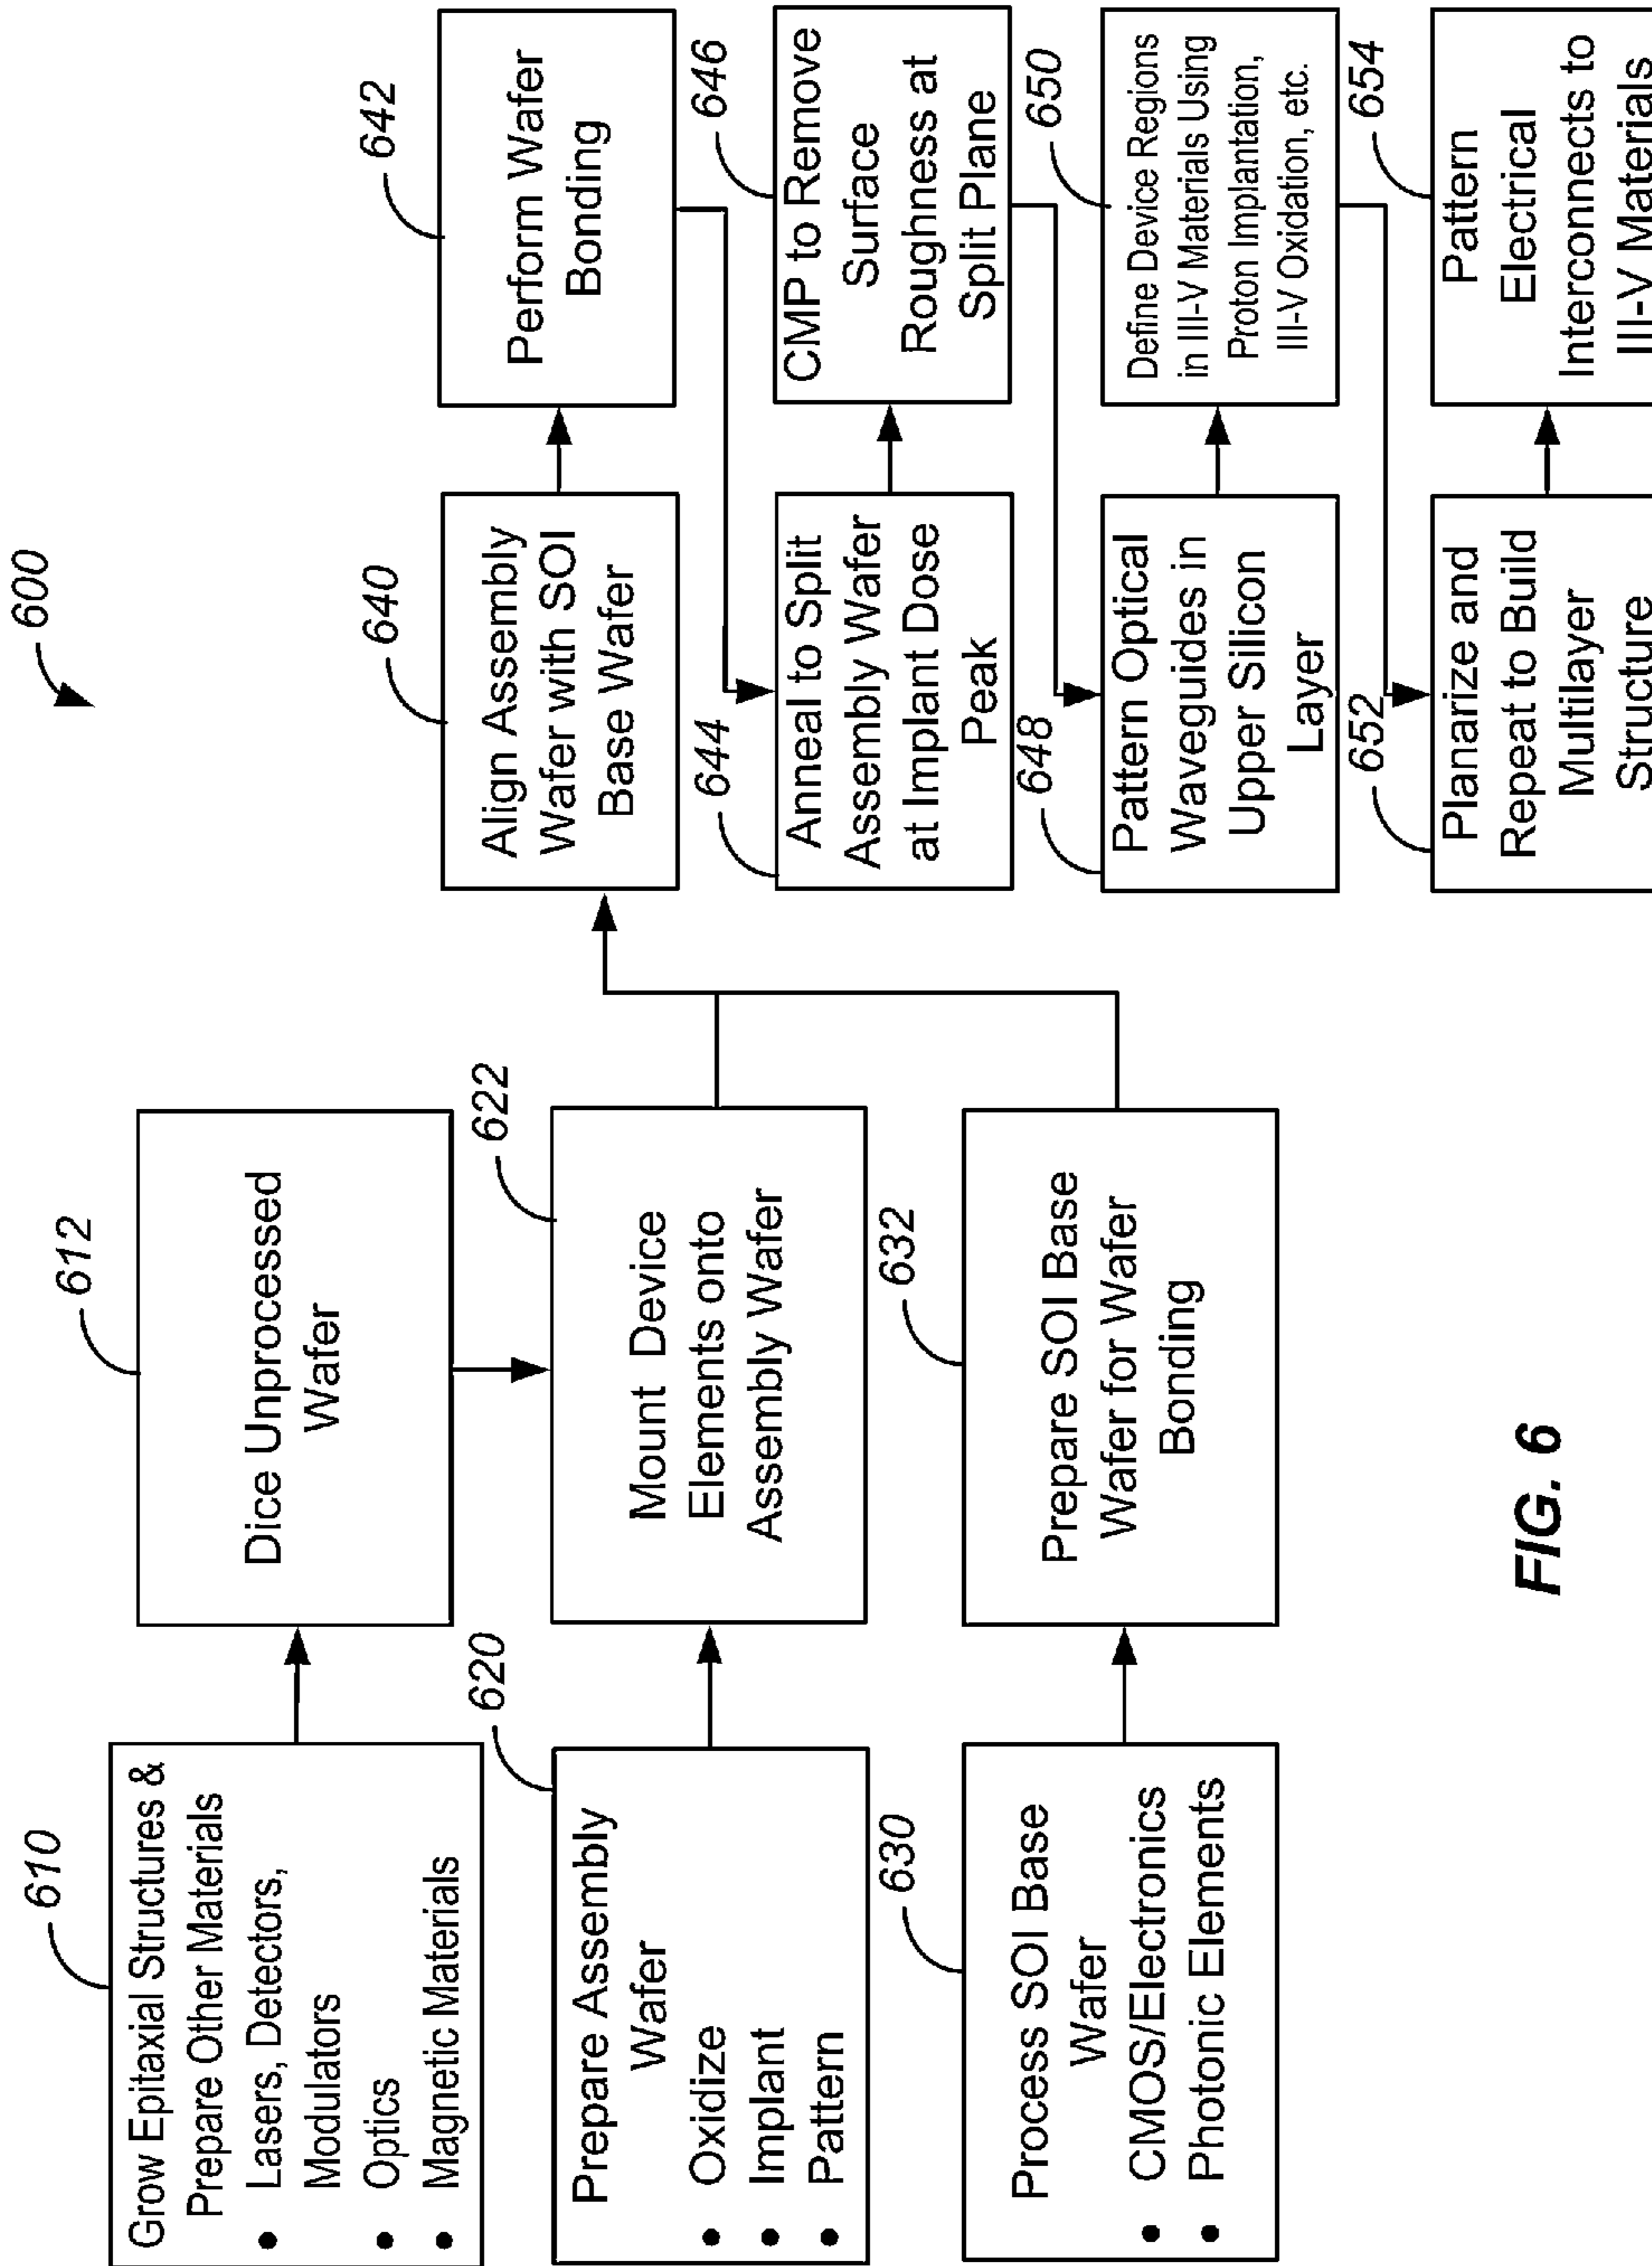 600
610
Grow Epitaxial Structures &
Prepare Other Materials
• Lasers, Detectors,
Modulators
• Optics
• Magnetic Materials
612
Dice Unprocessed
Wafer
620
Prepare Assembly
Wafer
• Oxidize
• Implant
• Pattern
622
Mount Device
Elements onto
Assembly Wafer
630
Process SOI Base
Wafer
• CMOS/Electronics
• Photonic Elements
632
Prepare SOI Base
Wafer for Wafer
Bonding
640
Align Assembly
Wafer with SOI
Base Wafer
642
Perform Wafer
Bonding
644
Anneal to Split
Assembly Wafer
at Implant Dose
Peak
646
CMP to Remove
Surface
Roughness at
Split Plane
648
Pattern Optical
Waveguides in
Upper Silicon
Layer
650
Define Device Regions
in III-V Materials Using
Proton Implantation,
III-V Oxidation, etc.
652
Planarize and
Repeat to Build
Multilayer
Structure
654
Pattern
Electrical
Interconnects to
III-V Materials
FIG. 6